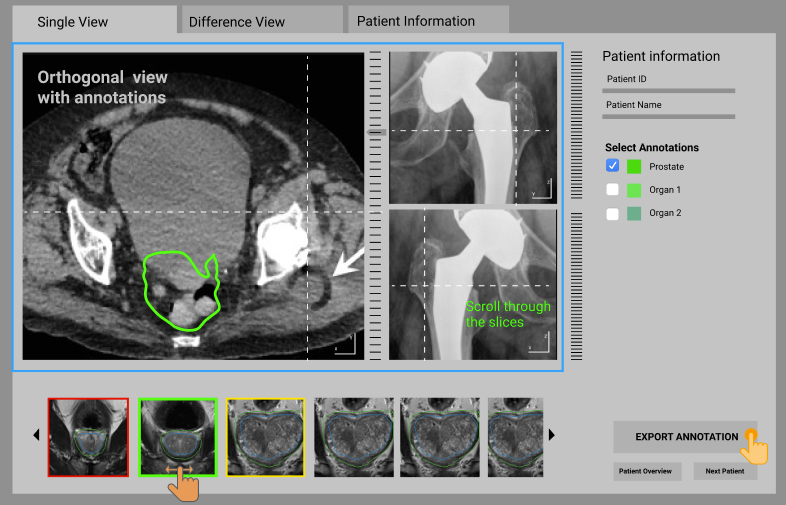 Single View
Difference View
Patient Information
Orthogonal view
with annotations
Patient information
Patient ID
Patient Name
Select Annotations
Prostate
Organ 1
Organ 2
Z
Y
Scroll through
the slices
EXPORT ANNOTATION
Patient Overview
Next Patient